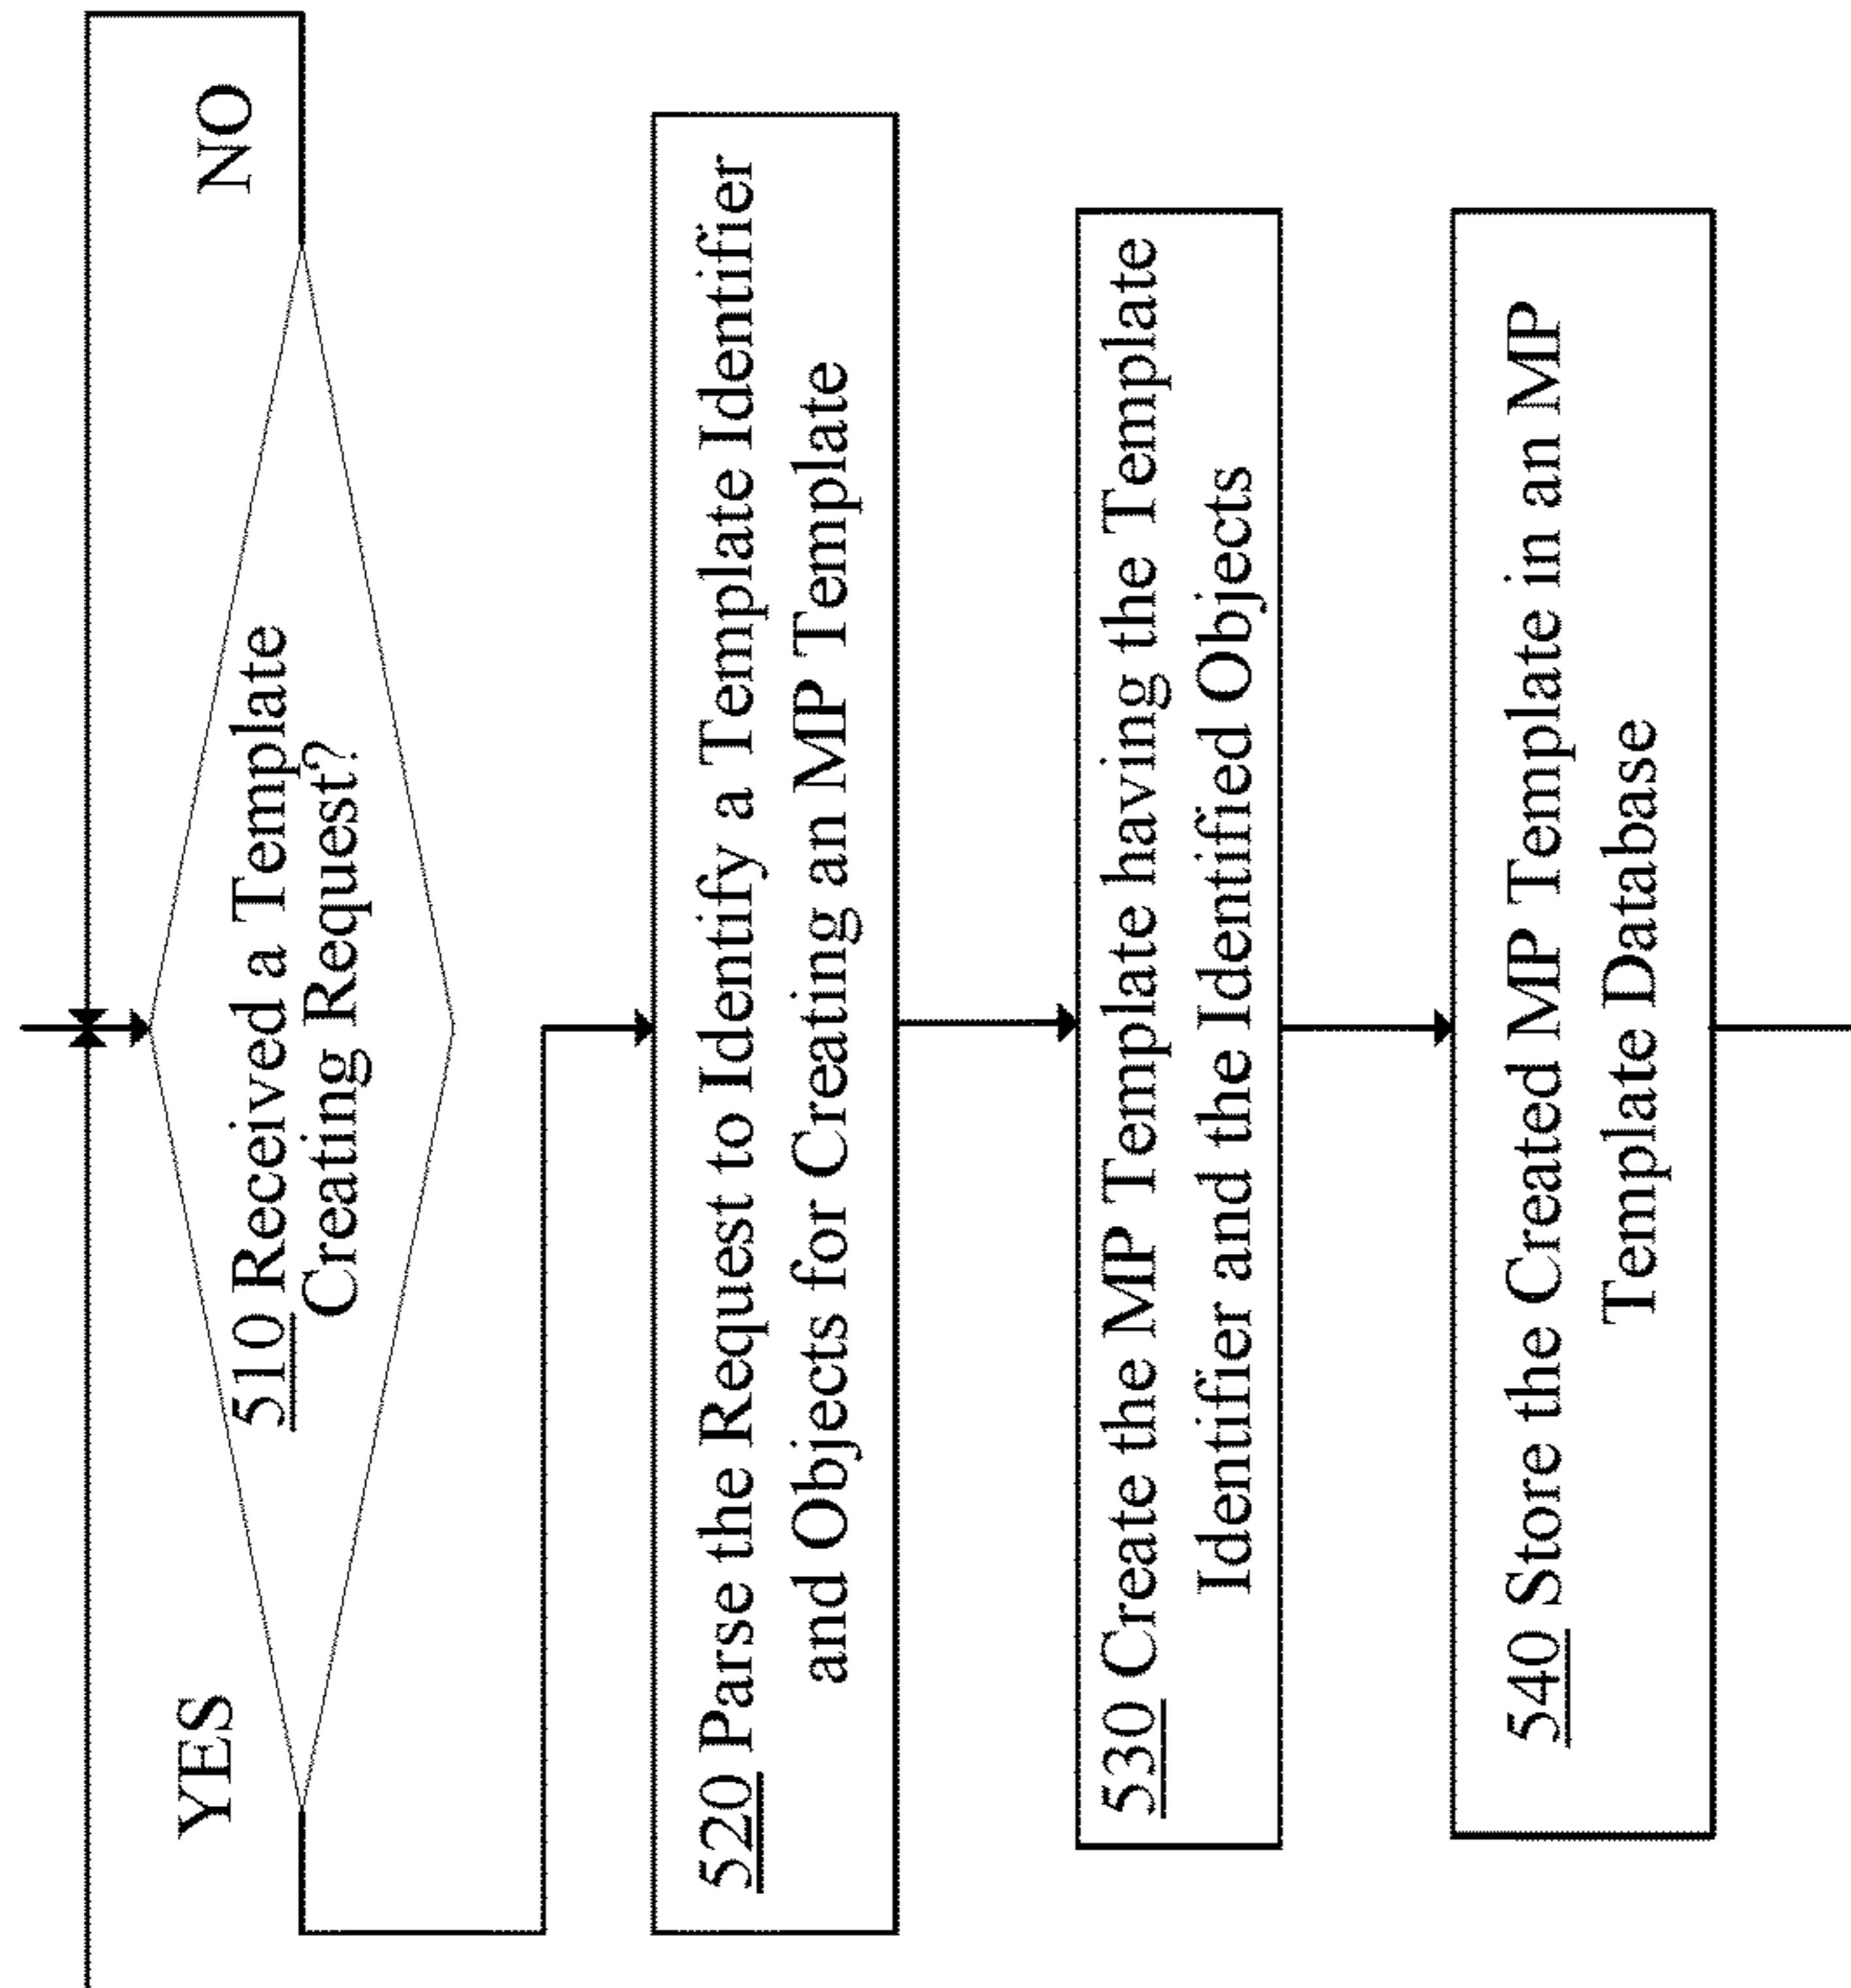 510 Received a Template
Creating Request?
YES
NO
520 Parse the Request to Identify a Template Identifier
and Objects for Creating an MP Template
530 Create the MP Template having the Template
Identifier and the Identified Objects
540 Store the Created MP Template in an MP
Template Database